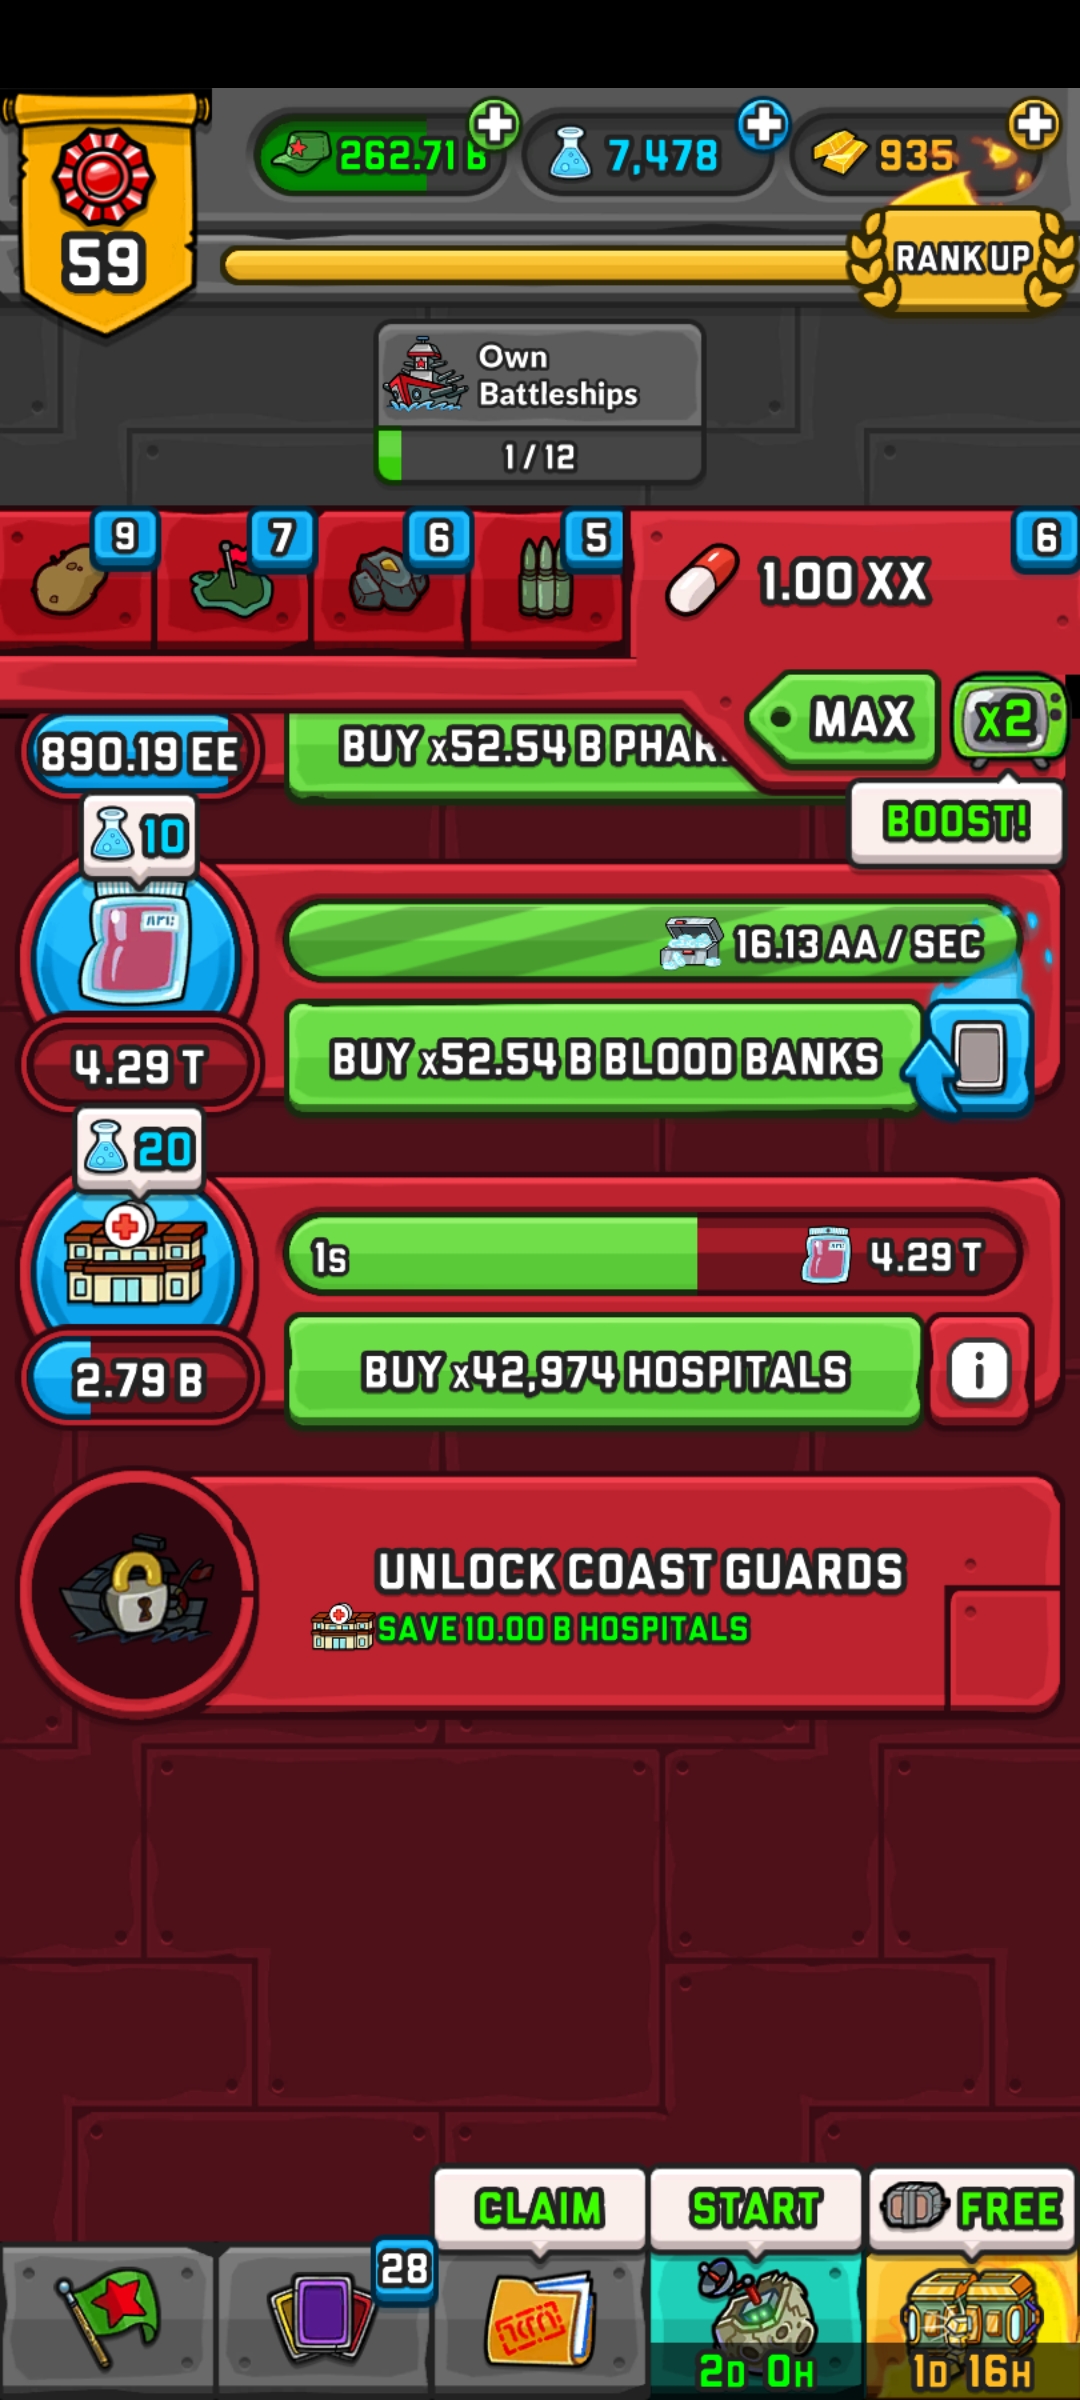 262.71 B
7,478
935
59
RANK UP
Own
Battleships
1 / 12
9
7
6
5
6
1.00 XX
MAX
x2
890.19 EE
BUY x52.54 B PHAR
BOOST!
10
16.13 AA / SEC
4.29 T
BUY x52.54 B BLOOD BANKS
20
1s
4.29 T
2.79 B
BUY x42,974 HOSPITALS
i
UNLOCK COAST GUARDS
SAVE 10.00 B HOSPITALS
CLAIM
START
FREE
28
2D 0H
1D 16H